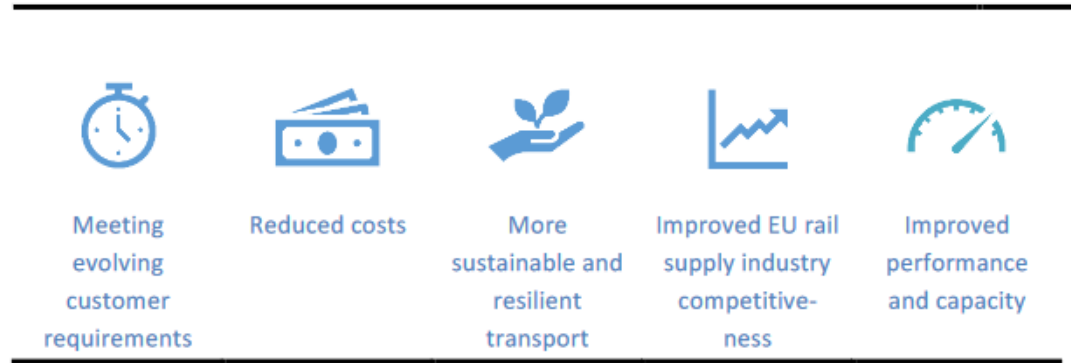 Meeting
evolving
customer
requirements
Reduced costs
More
sustainable and
resilient
transport
Improved EU rail
supply industry
competitive-
ness
Improved
performance
and capacity